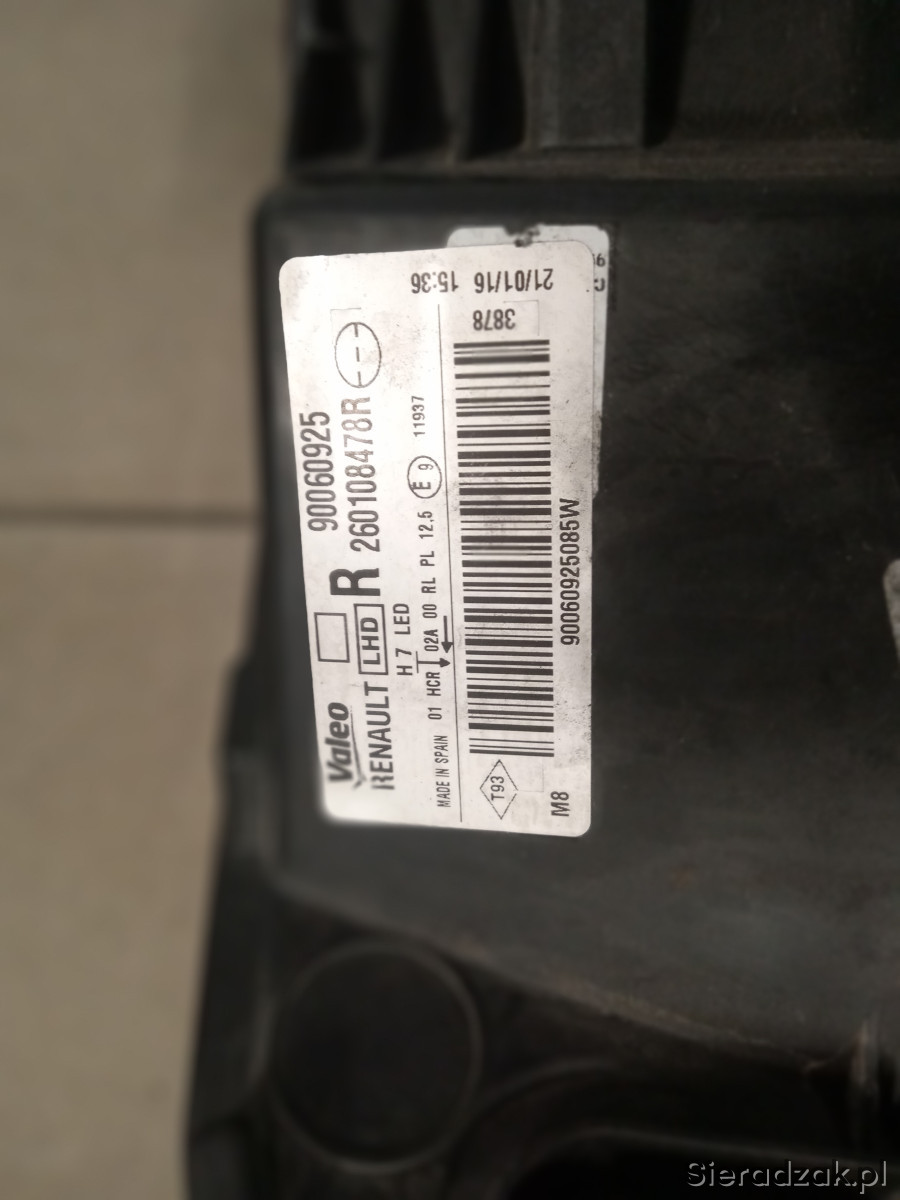 Valeo 90060925
RENAULT LHD R 260108478R
H7 LED
MADE IN SPAIN 01 HCR 02A 00 RL PL 12,5 E 9 11937
T93
3878
21/01/16 15:36
M8 90060925085W
Sieradzak.pl